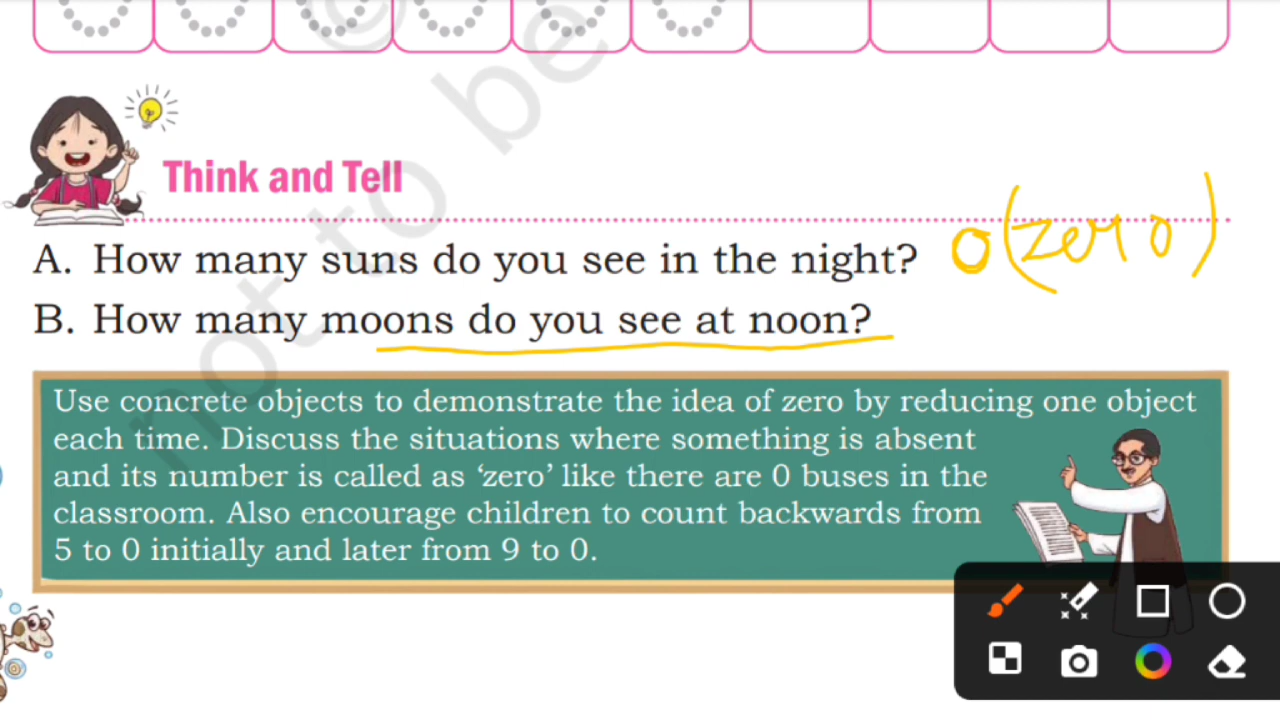 Think and Tell
A. How many suns do you see in the night? 0 (zero)
B. How many moons do you see at noon?
Use concrete objects to demonstrate the idea of zero by reducing one object
each time. Discuss the situations where something is absent
and its number is called as ‘zero’ like there are 0 buses in the
classroom. Also encourage children to count backwards from
5 to 0 initially and later from 9 to 0.
not to be